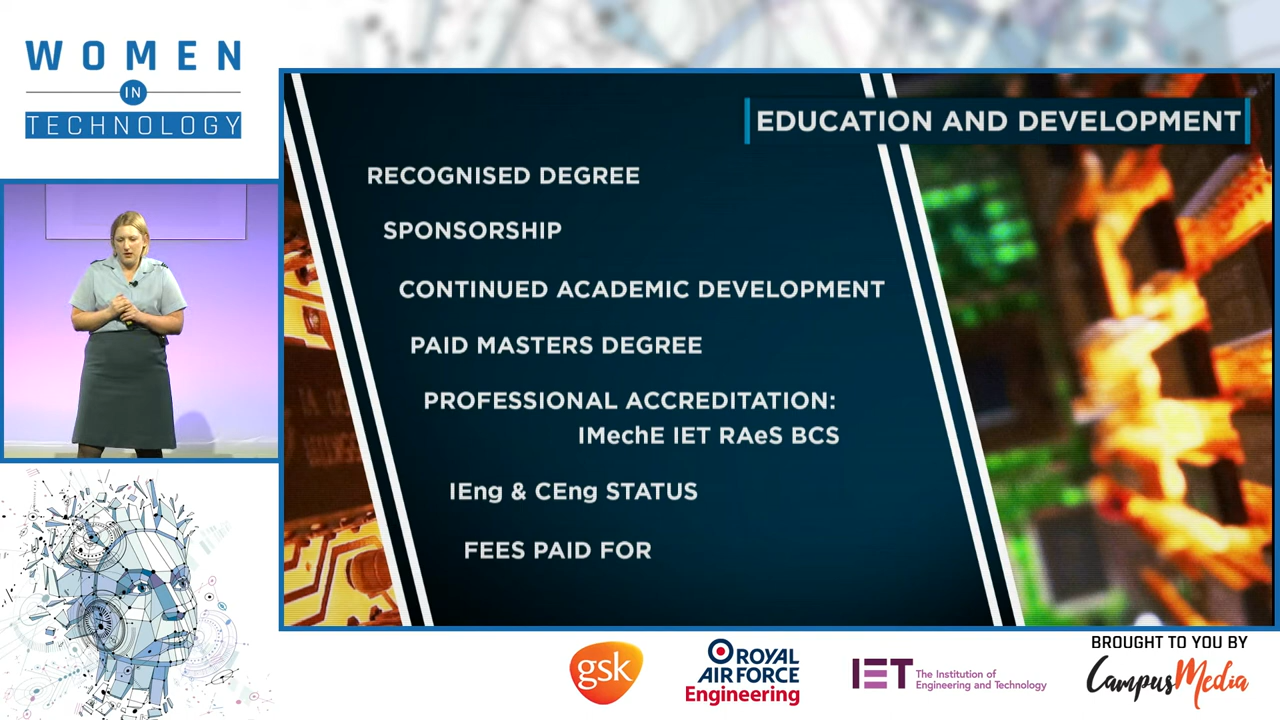 WOMEN
IN
TECHNOLOGY
EDUCATION AND DEVELOPMENT
RECOGNISED DEGREE
SPONSORSHIP
CONTINUED ACADEMIC DEVELOPMENT
PAID MASTERS DEGREE
PROFESSIONAL ACCREDITATION:
IMechE IET RAeS BCS
IEng & CEng STATUS
FEES PAID FOR
gsk
ROYAL
AIR FORCE
Engineering
IET
The Institution of
Engineering and Technology
BROUGHT TO YOU BY
CampusMedia